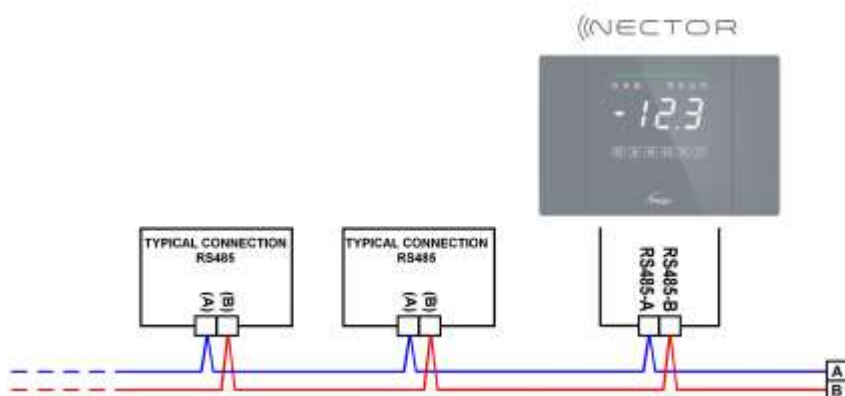 NECTOR
-12.3
TYPICAL CONNECTION
RS485
(A)
(B)
TYPICAL CONNECTION
RS485
(A)
(B)
RS485-A
RS485-B
A
B